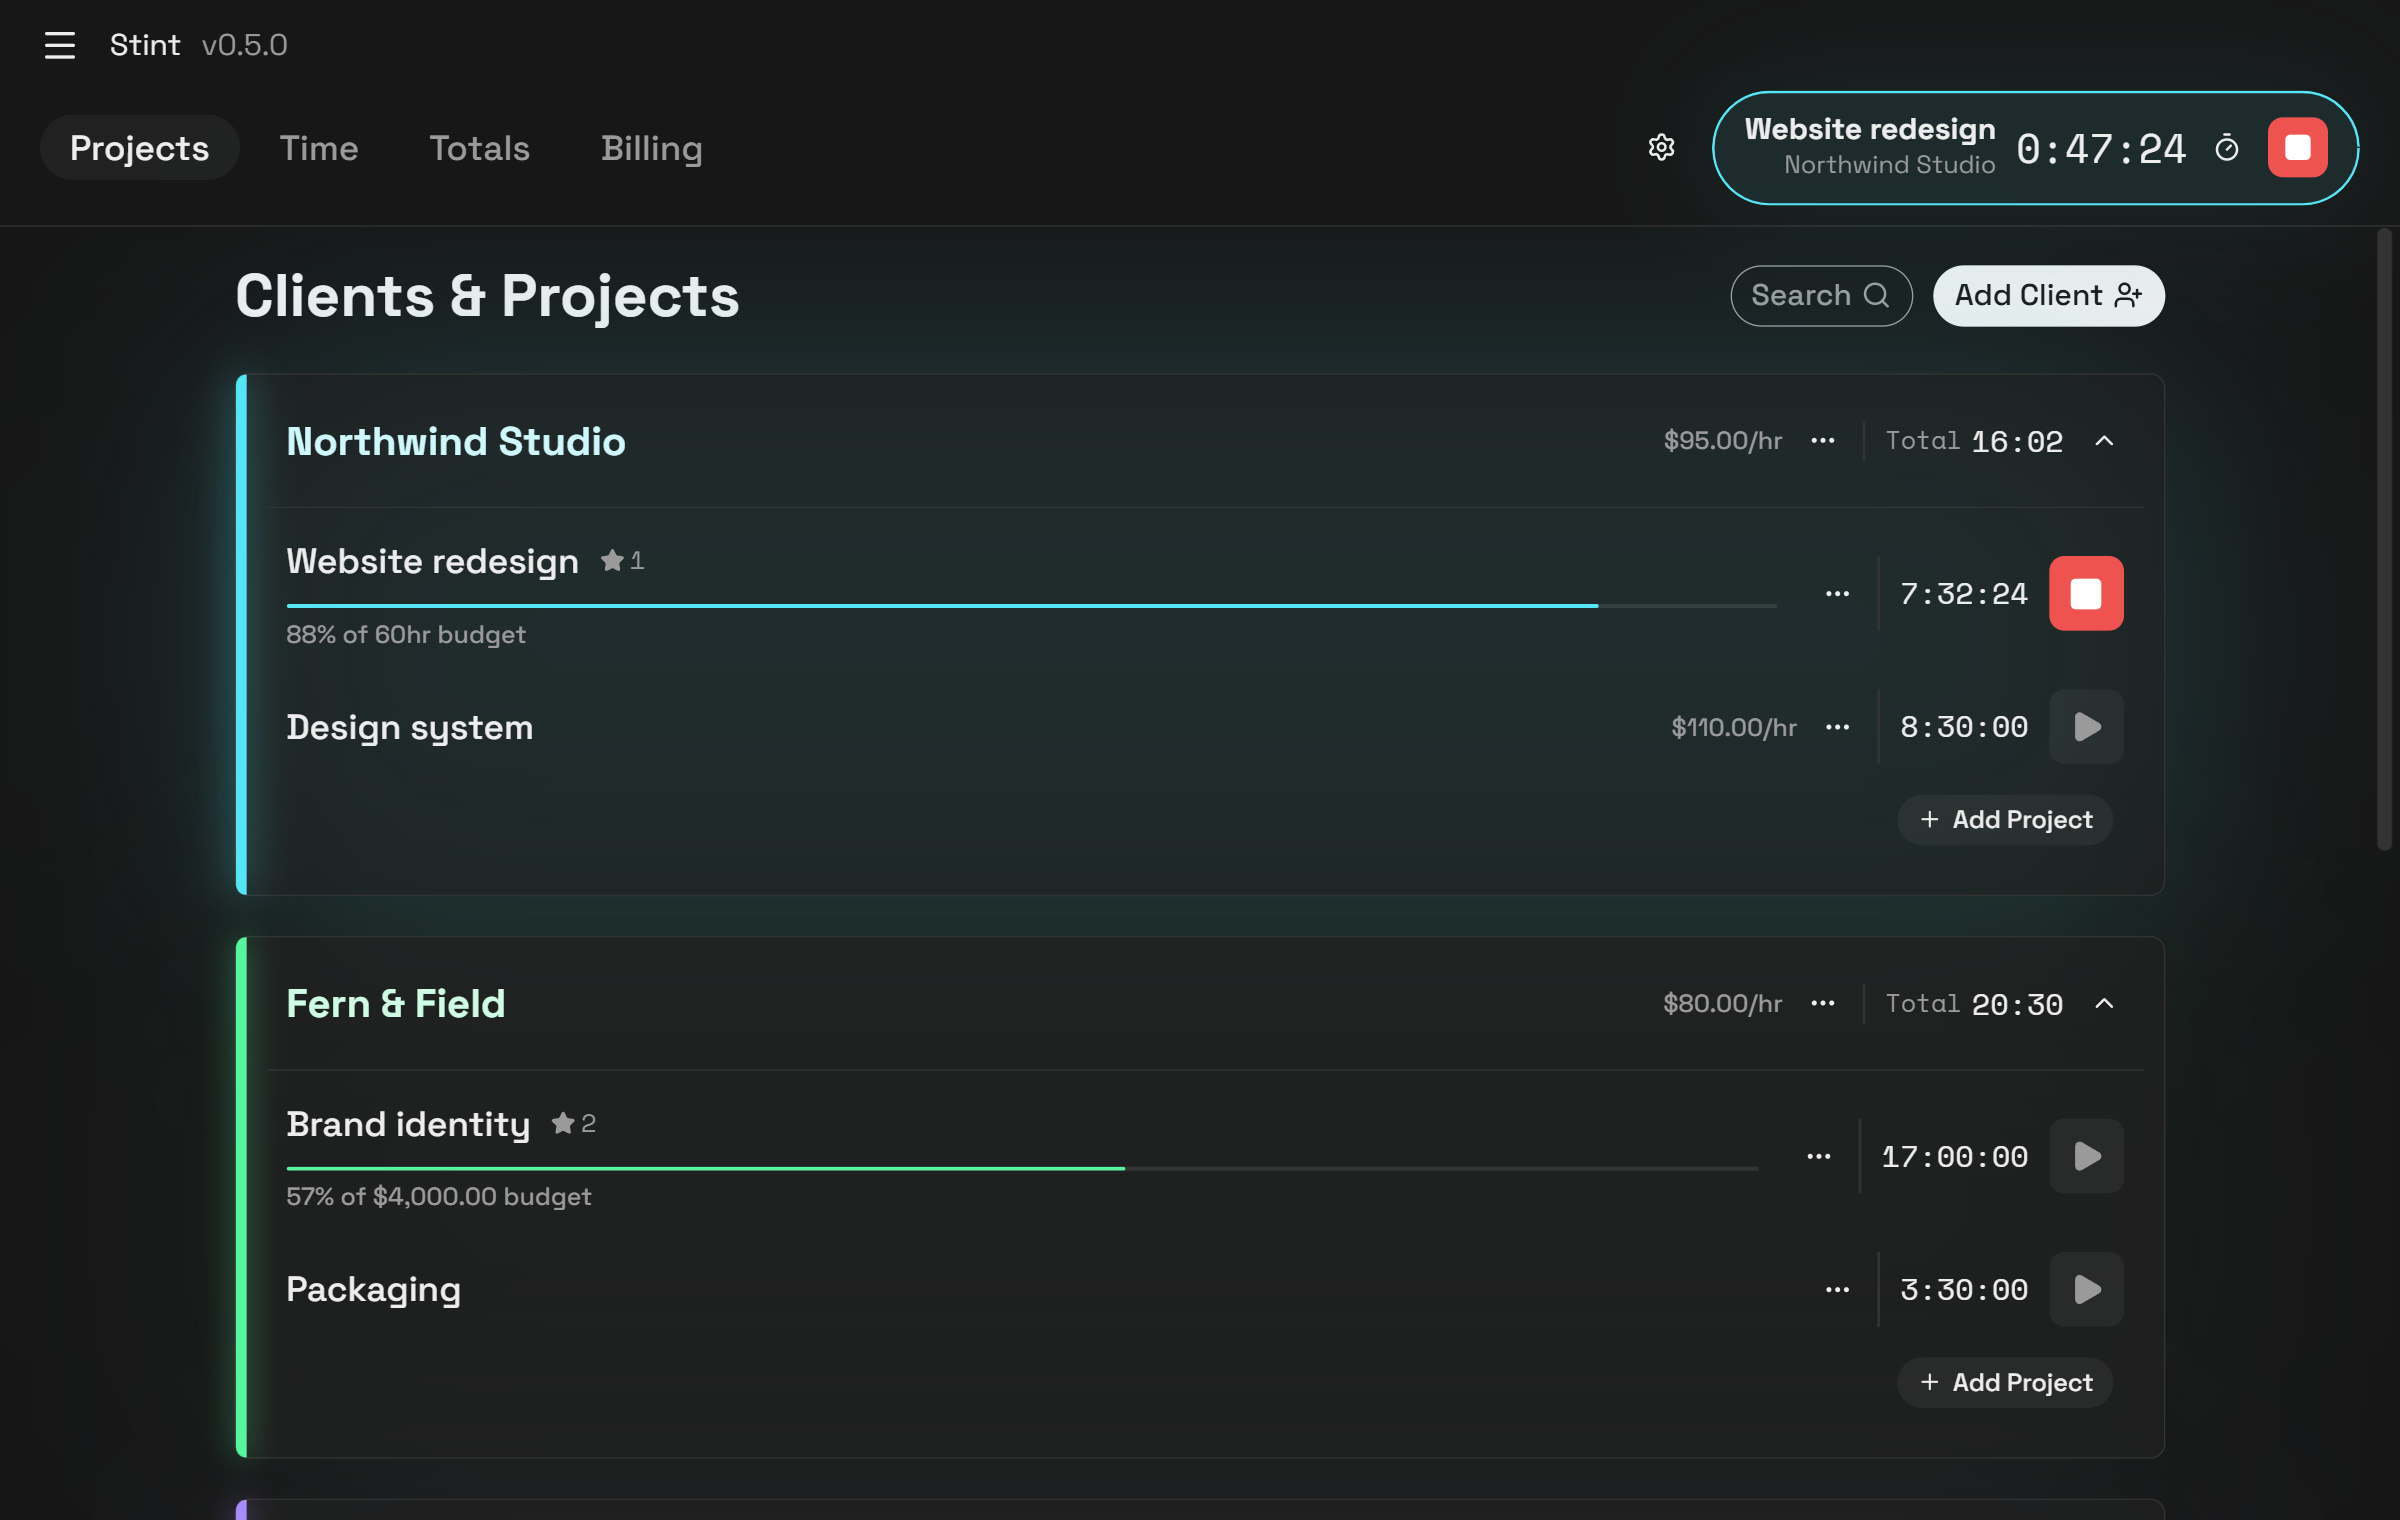 Stint v0.5.0
Projects Time Totals Billing
Website redesign
Northwind Studio
0:47:24
Clients & Projects
Search
Add Client
Northwind Studio $95.00/hr Total 16:02
Website redesign 1
88% of 60hr budget
7:32:24
Design system $110.00/hr 8:30:00
+ Add Project
Fern & Field $80.00/hr Total 20:30
Brand identity 2
57% of $4,000.00 budget
17:00:00
Packaging 3:30:00
+ Add Project